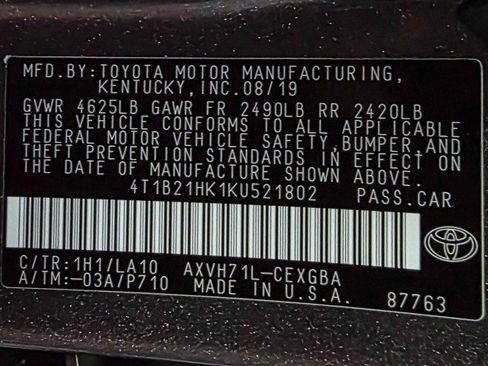 MFD.BY:TOYOTA MOTOR MANUFACTURING,
KENTUCKY, INC.08/19
GVWR 4625LB GAWR FR 2490LB RR 2420LB
THIS VEHICLE CONFORMS TO ALL APPLICABLE
FEDERAL MOTOR VEHICLE SAFETY, BUMPER, AND
THEFT PREVENTION STANDARDS IN EFFECT ON
THE DATE OF MANUFACTURE SHOWN ABOVE.
4T1B21HK1KU521802 PASS.CAR
C/TR:1H1/LA10 AXVH71L-CEXGBA
A/TM:-03A/P710 MADE IN U.S.A. 87763